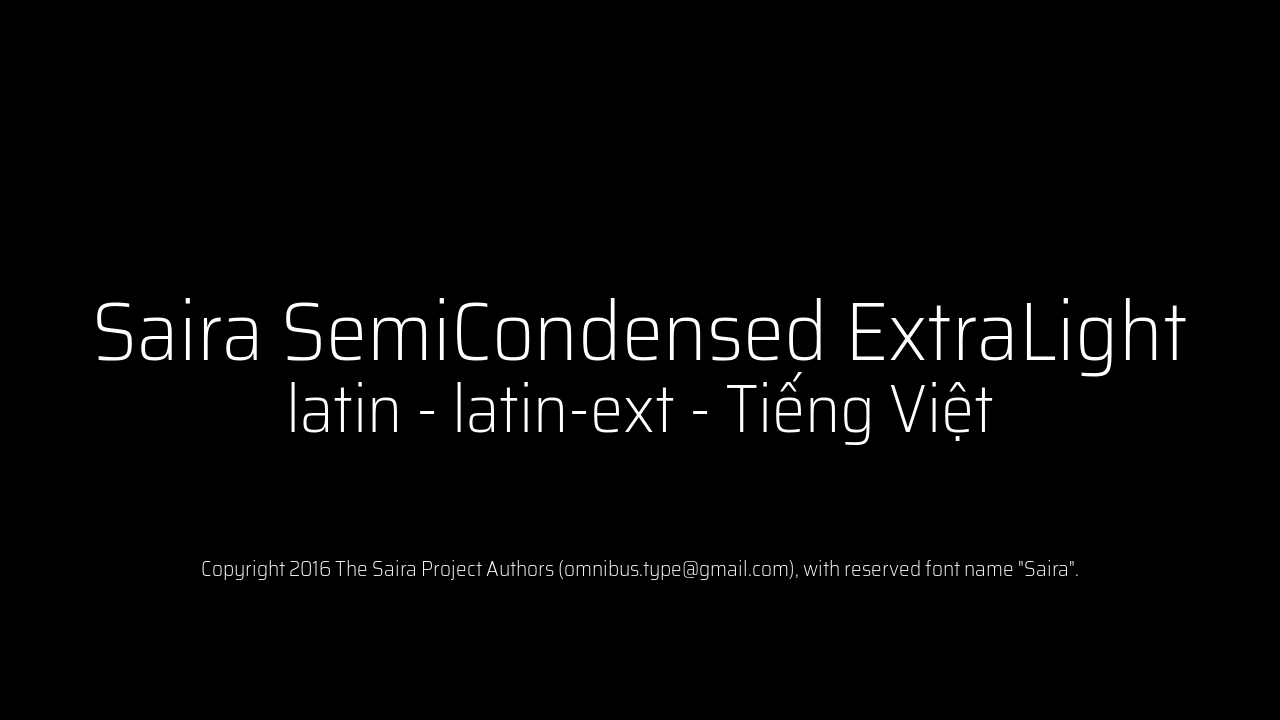 Saira SemiCondensed ExtraLight
latin - latin-ext - Tiếng Việt
Copyright 2016 The Saira Project Authors (omnibus.type@gmail.com), with reserved font name "Saira".